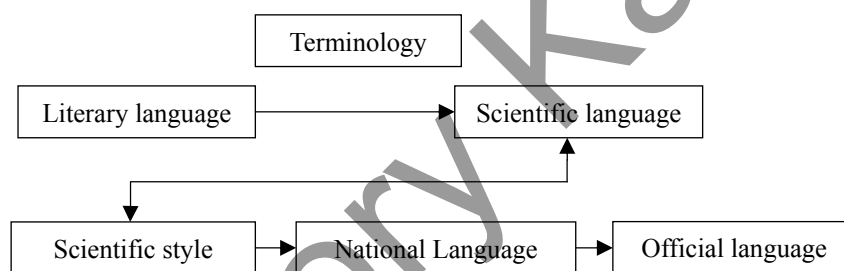 Terminology
Literary language
Scientific language
Scientific style
National Language
Official language